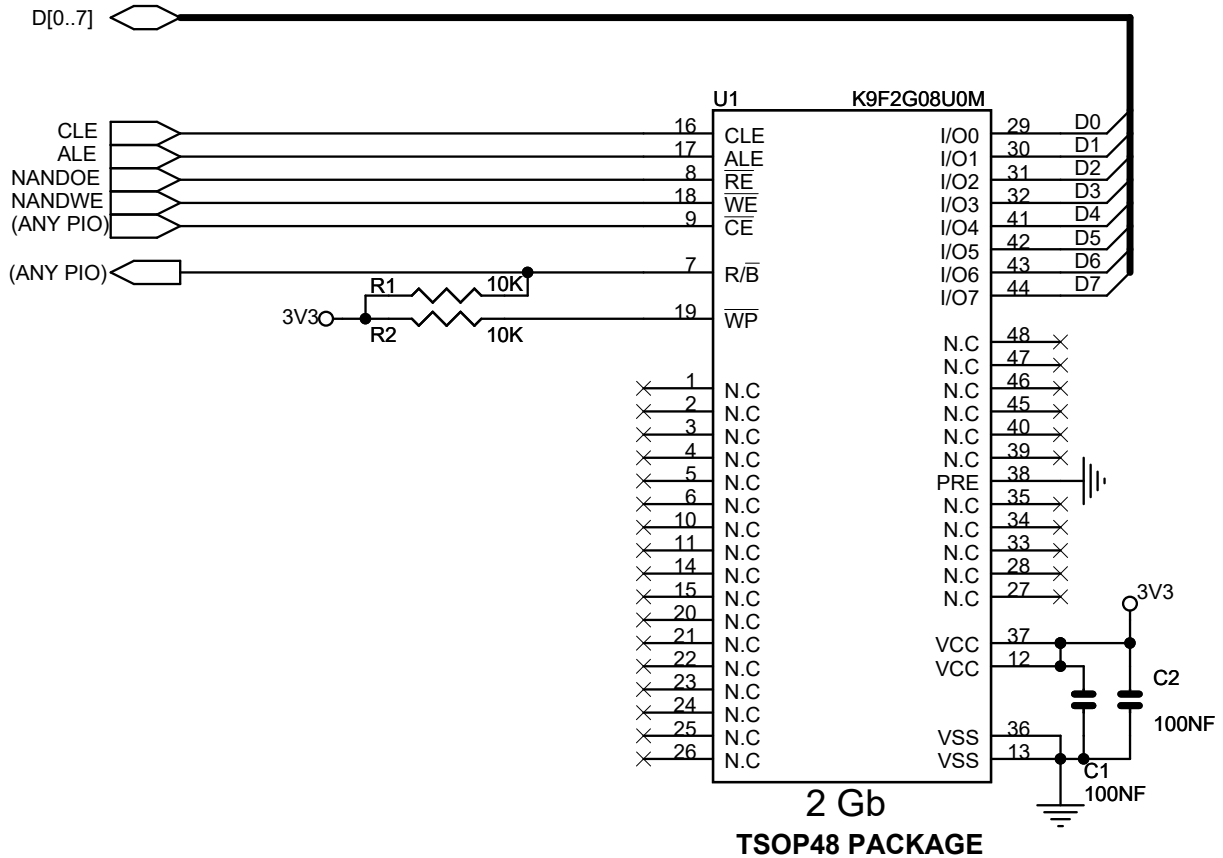 D[0..7]
U1 K9F2G08U0M
CLE 16 CLE I/O0 29 D0
ALE 17 ALE I/O1 30 D1
NANDOE 8 RE I/O2 31 D2
NANDWE 18 WE I/O3 32 D3
(ANY PIO) 9 CE I/O4 41 D4
I/O5 42 D5
(ANY PIO) 7 R/B I/O6 43 D6
R1 10K I/O7 44 D7
3V3 19 WP
R2 10K
N.C 48
N.C 47
1 N.C N.C 46
2 N.C N.C 45
3 N.C N.C 40
4 N.C N.C 39
5 N.C PRE 38
6 N.C N.C 35
10 N.C N.C 34
11 N.C N.C 33
14 N.C N.C 28
15 N.C N.C 27
3V3
20 N.C
21 N.C VCC 37
22 N.C VCC 12
C2
23 N.C
24 N.C
100NF
25 N.C VSS 36
26 N.C VSS 13
C1
100NF
2 Gb
TSOP48 PACKAGE